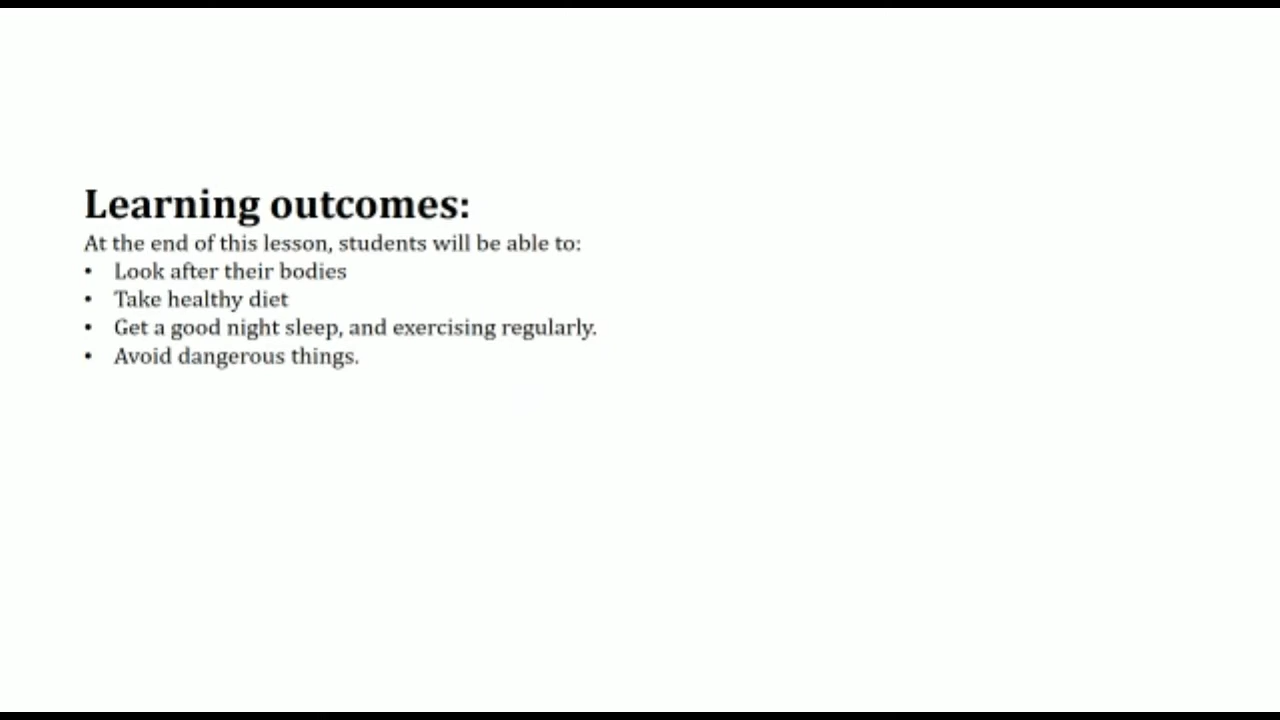 Learning outcomes:
At the end of this lesson, students will be able to:
• Look after their bodies
• Take healthy diet
• Get a good night sleep, and exercising regularly.
• Avoid dangerous things.